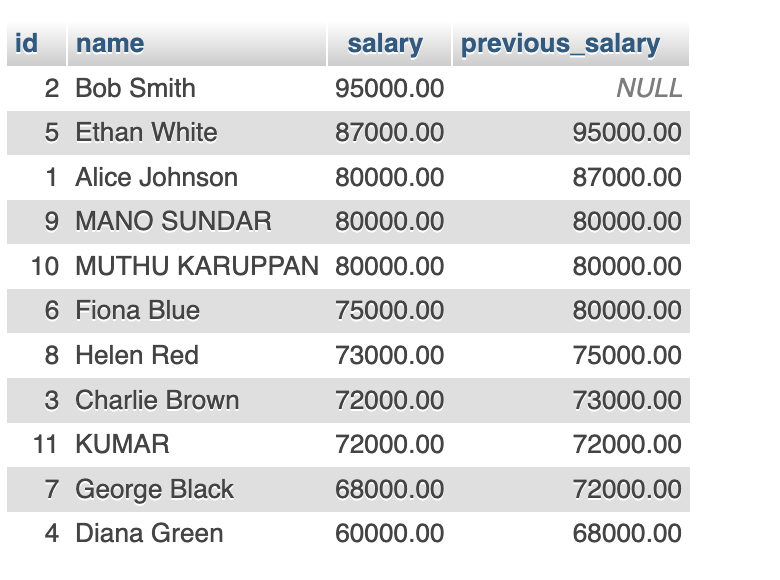 id name salary previous_salary
2 Bob Smith 95000.00 NULL
5 Ethan White 87000.00 95000.00
1 Alice Johnson 80000.00 87000.00
9 MANO SUNDAR 80000.00 80000.00
10 MUTHU KARUPPAN 80000.00 80000.00
6 Fiona Blue 75000.00 80000.00
8 Helen Red 73000.00 75000.00
3 Charlie Brown 72000.00 73000.00
11 KUMAR 72000.00 72000.00
7 George Black 68000.00 72000.00
4 Diana Green 60000.00 68000.00